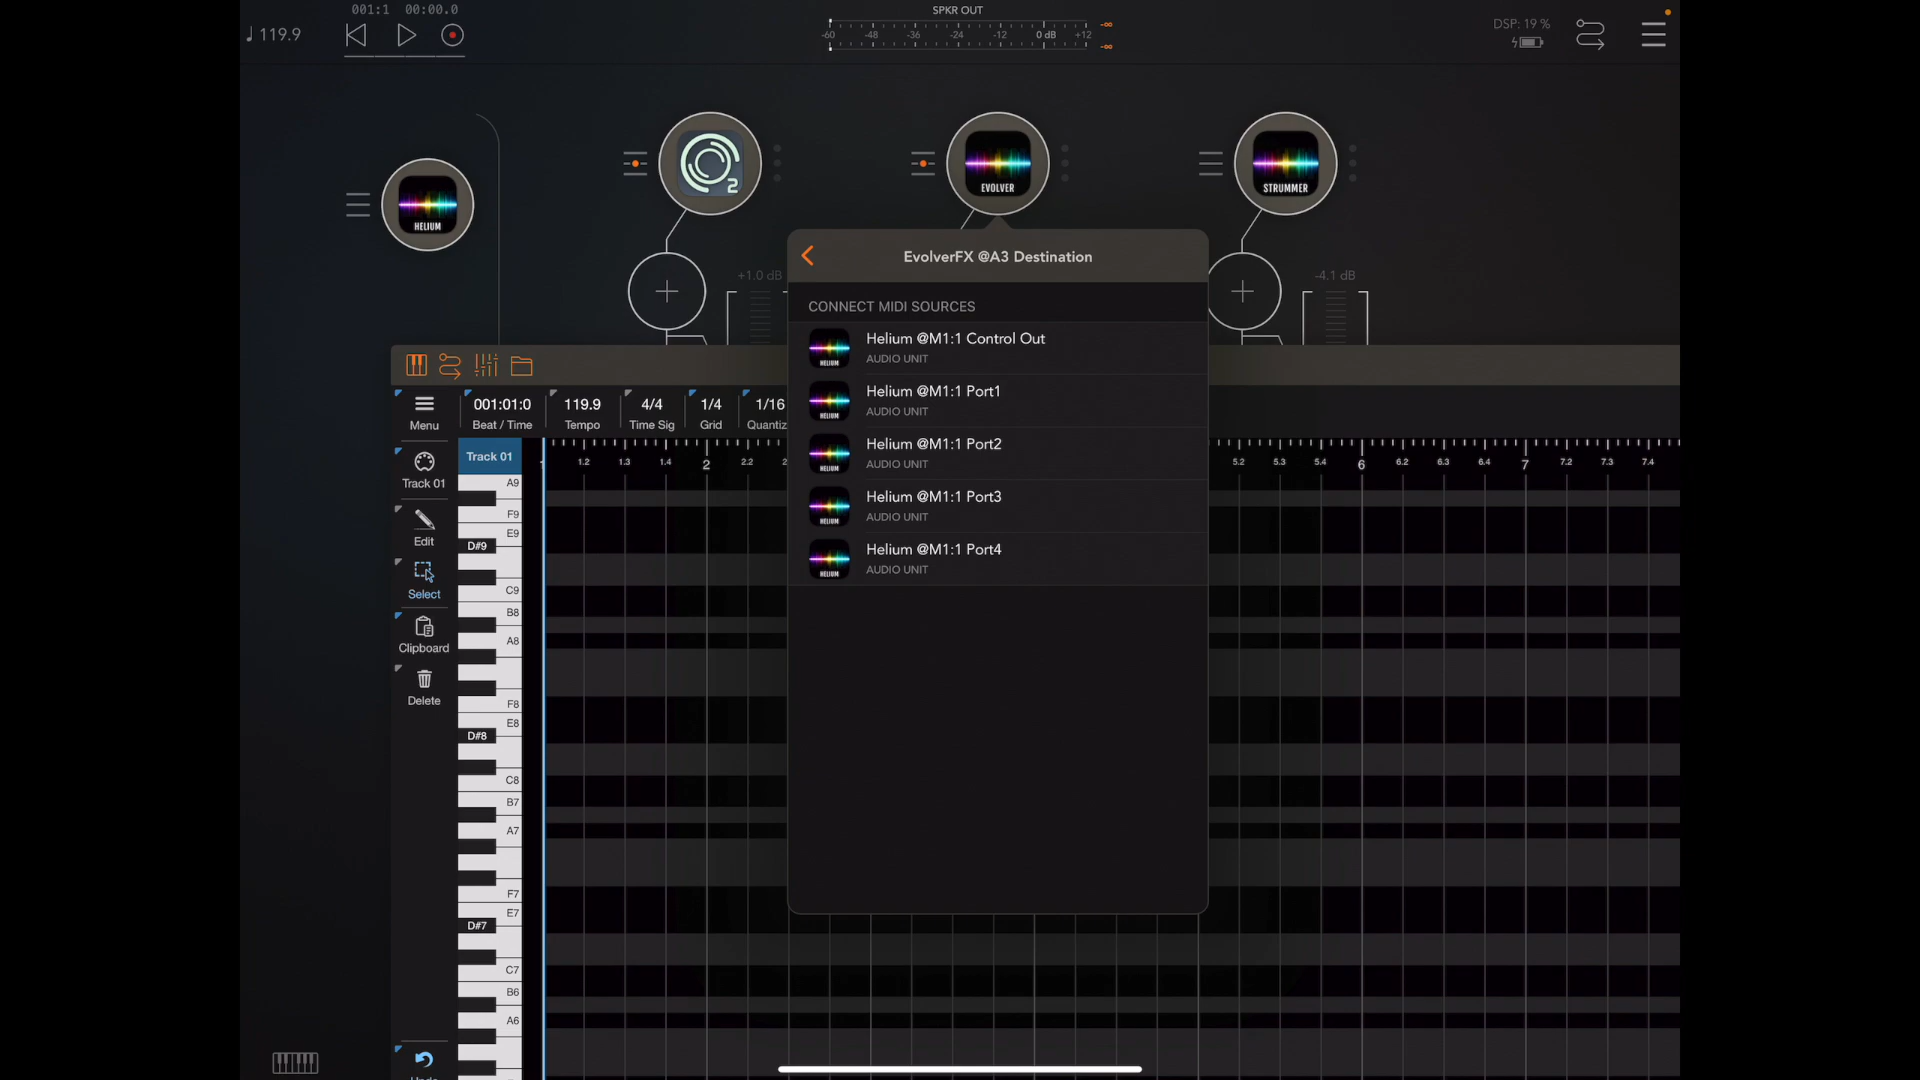 001:1 00:00.0
119.9
SPKR OUT
-60 -48 -36 -24 -12 0 dB +12
-∞
-∞
DSP: 19 %
HELIUM
2
EVOLVER
STRUMMER
+1.0 dB
-4.1 dB
EvolverFX @A3 Destination
CONNECT MIDI SOURCES
HELIUM
Helium @M1:1 Control Out
AUDIO UNIT
HELIUM
Helium @M1:1 Port1
AUDIO UNIT
HELIUM
Helium @M1:1 Port2
AUDIO UNIT
HELIUM
Helium @M1:1 Port3
AUDIO UNIT
HELIUM
Helium @M1:1 Port4
AUDIO UNIT
Menu
001:01:0
Beat / Time
119.9
Tempo
4/4
Time Sig
1/4
Grid
1/16
Quantiz
Track 01
1.2 1.3 1.4 2 2.2 5.2 5.3 5.4 6 6.2 6.3 6.4 7 7.2 7.3 7.4
Track 01
Edit
Select
Clipboard
Delete
A9
F9
E9
D#9
C9
B8
A8
F8
E8
D#8
C8
B7
A7
F7
E7
D#7
C7
B6
A6